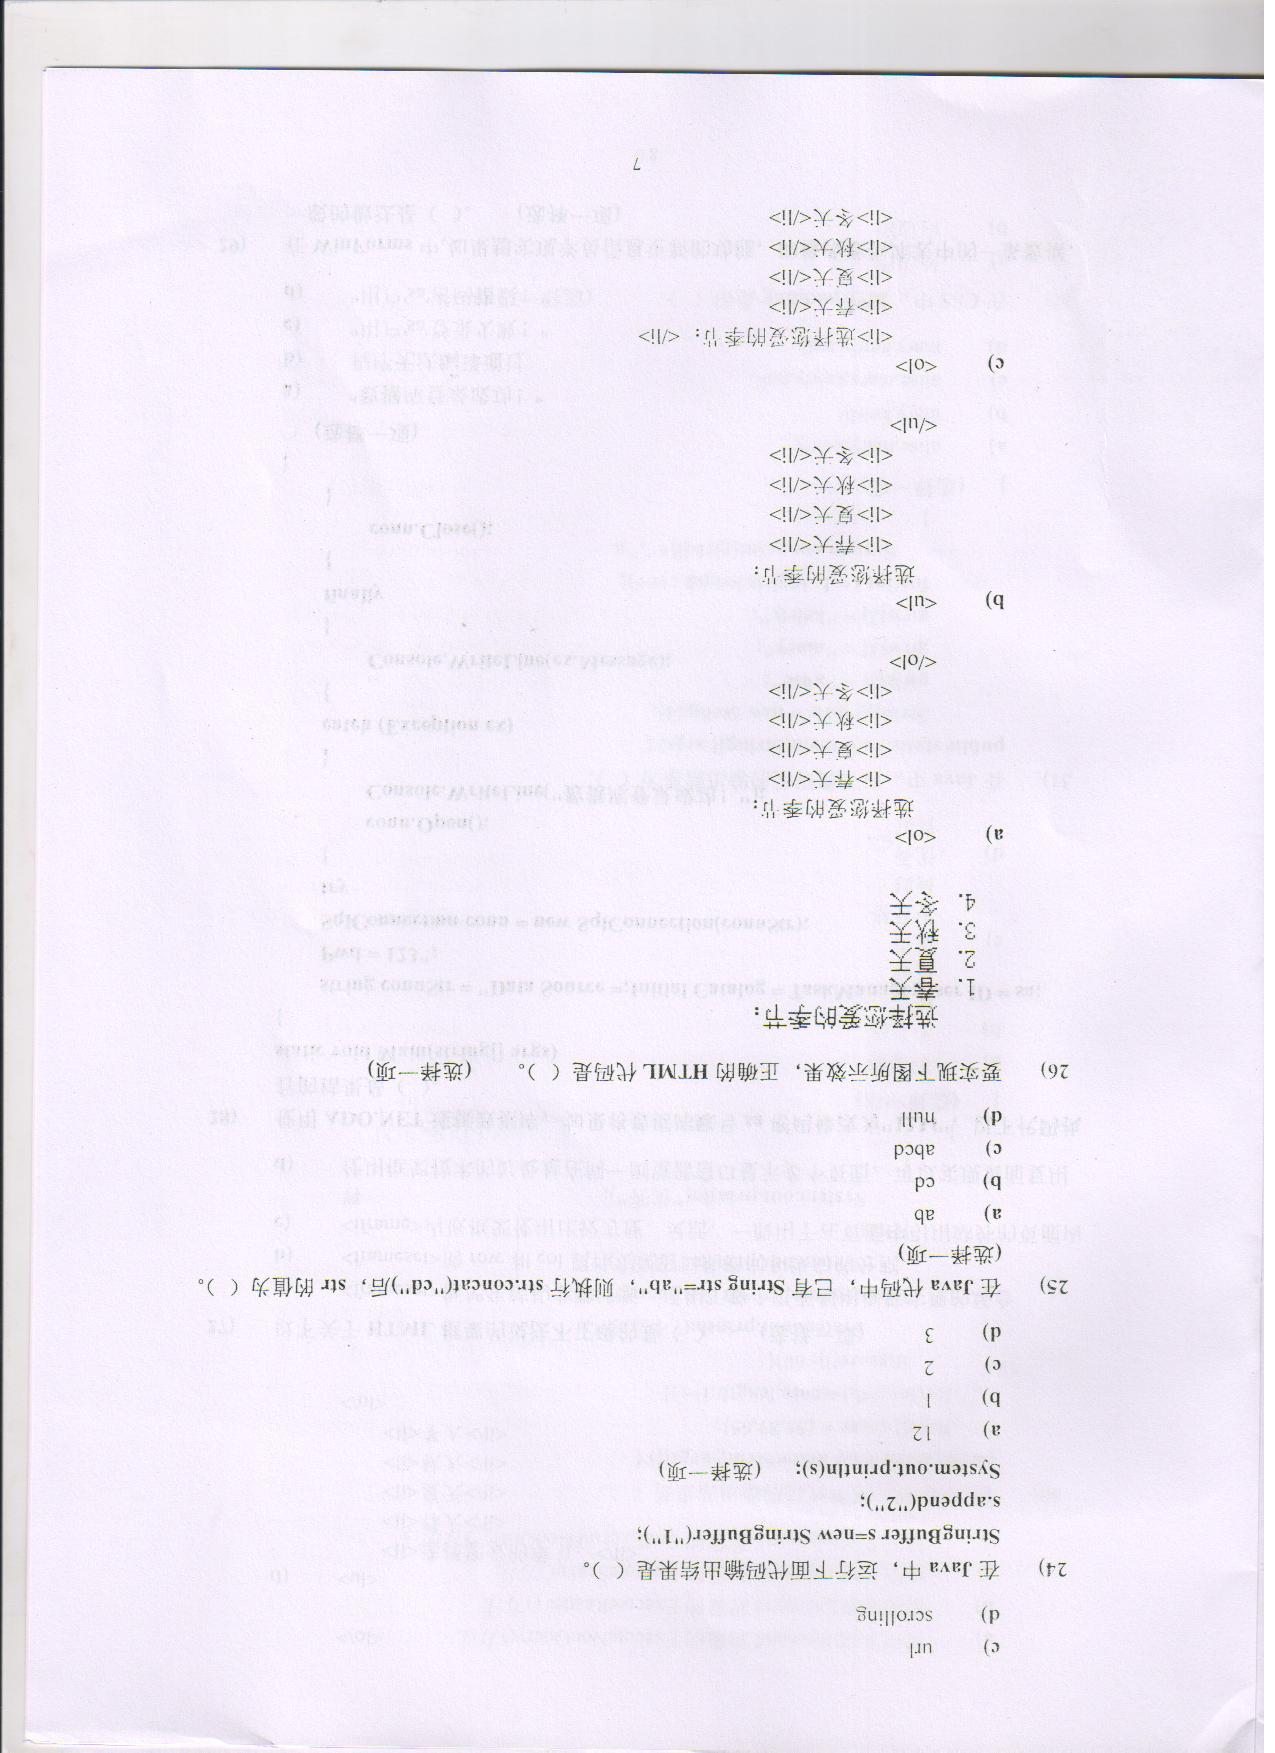 c) url
d) scrolling
24) 在 Java 中，运行下面代码输出结果是（ ）。
StringBuffer s=new StringBuffer("1");
s.append("2");
System.out.println(s); (选择一项)
a) 12
b) 1
c) 2
d) 3
25) 在 Java 代码中，已有 String str="ab"，则执行 str.concat("cd")后，str 的值为（ ）。
(选择一项)
a) ab
b) cd
c) abcd
d) null
26) 要实现下图所示效果，正确的 HTML 代码是（ ）。 (选择一项)
选择您爱的季节：
1. 春天
2. 夏天
3. 秋天
4. 冬天
a) <ol>
选择您爱的季节：
<li>春天</li>
<li>夏天</li>
<li>秋天</li>
<li>冬天</li>
</ol>
b) <ul>
选择您爱的季节：
<li>春天</li>
<li>夏天</li>
<li>秋天</li>
<li>冬天</li>
</ul>
c) <ol>
<li>选择您爱的季节：</li>
<li>春天</li>
<li>夏天</li>
<li>秋天</li>
<li>冬天</li>
7